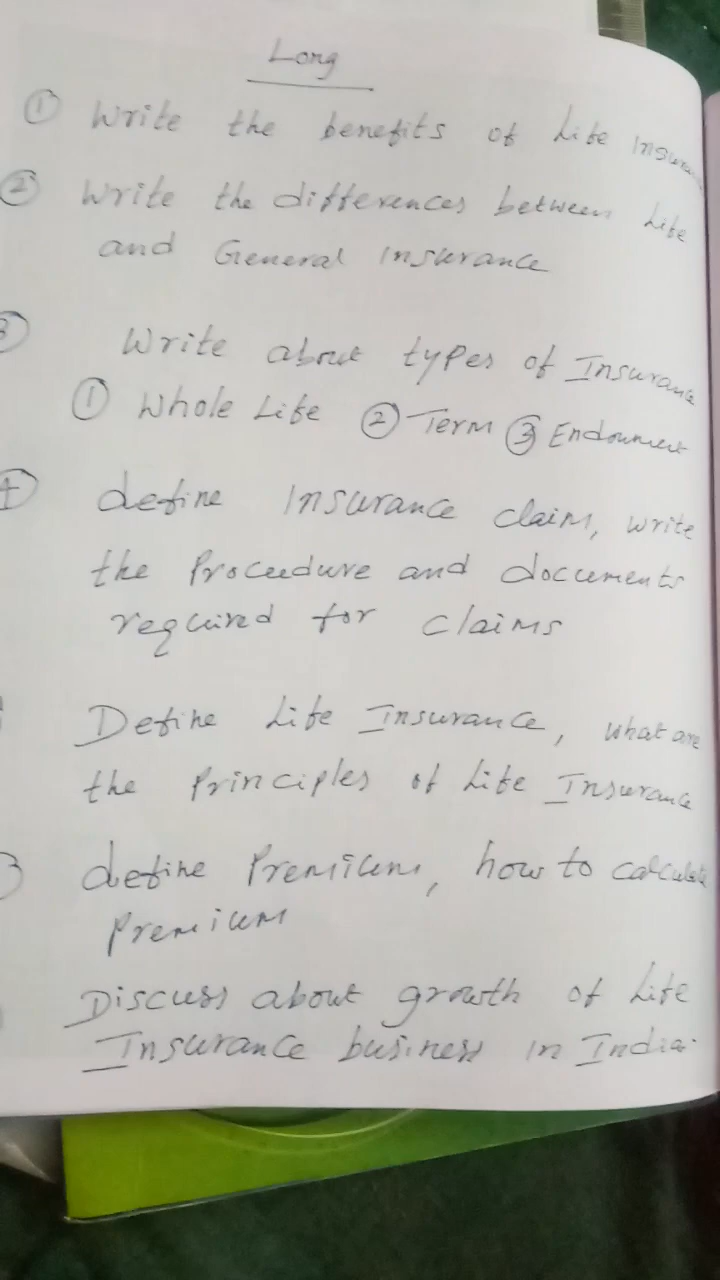 Long
① Write the benefits of Life
② Write the differences between Life
and General insurance
Write about types of Insurance
① Whole Life ② Term ③ Endowment
define insurance claim, write
the Proceedure and documents
required for claims
Define Life Insurance, what are
the Principles of Life Insurance
define Premium, how to calculate
Premium
Discuss about growth of Life
Insurance business in India.